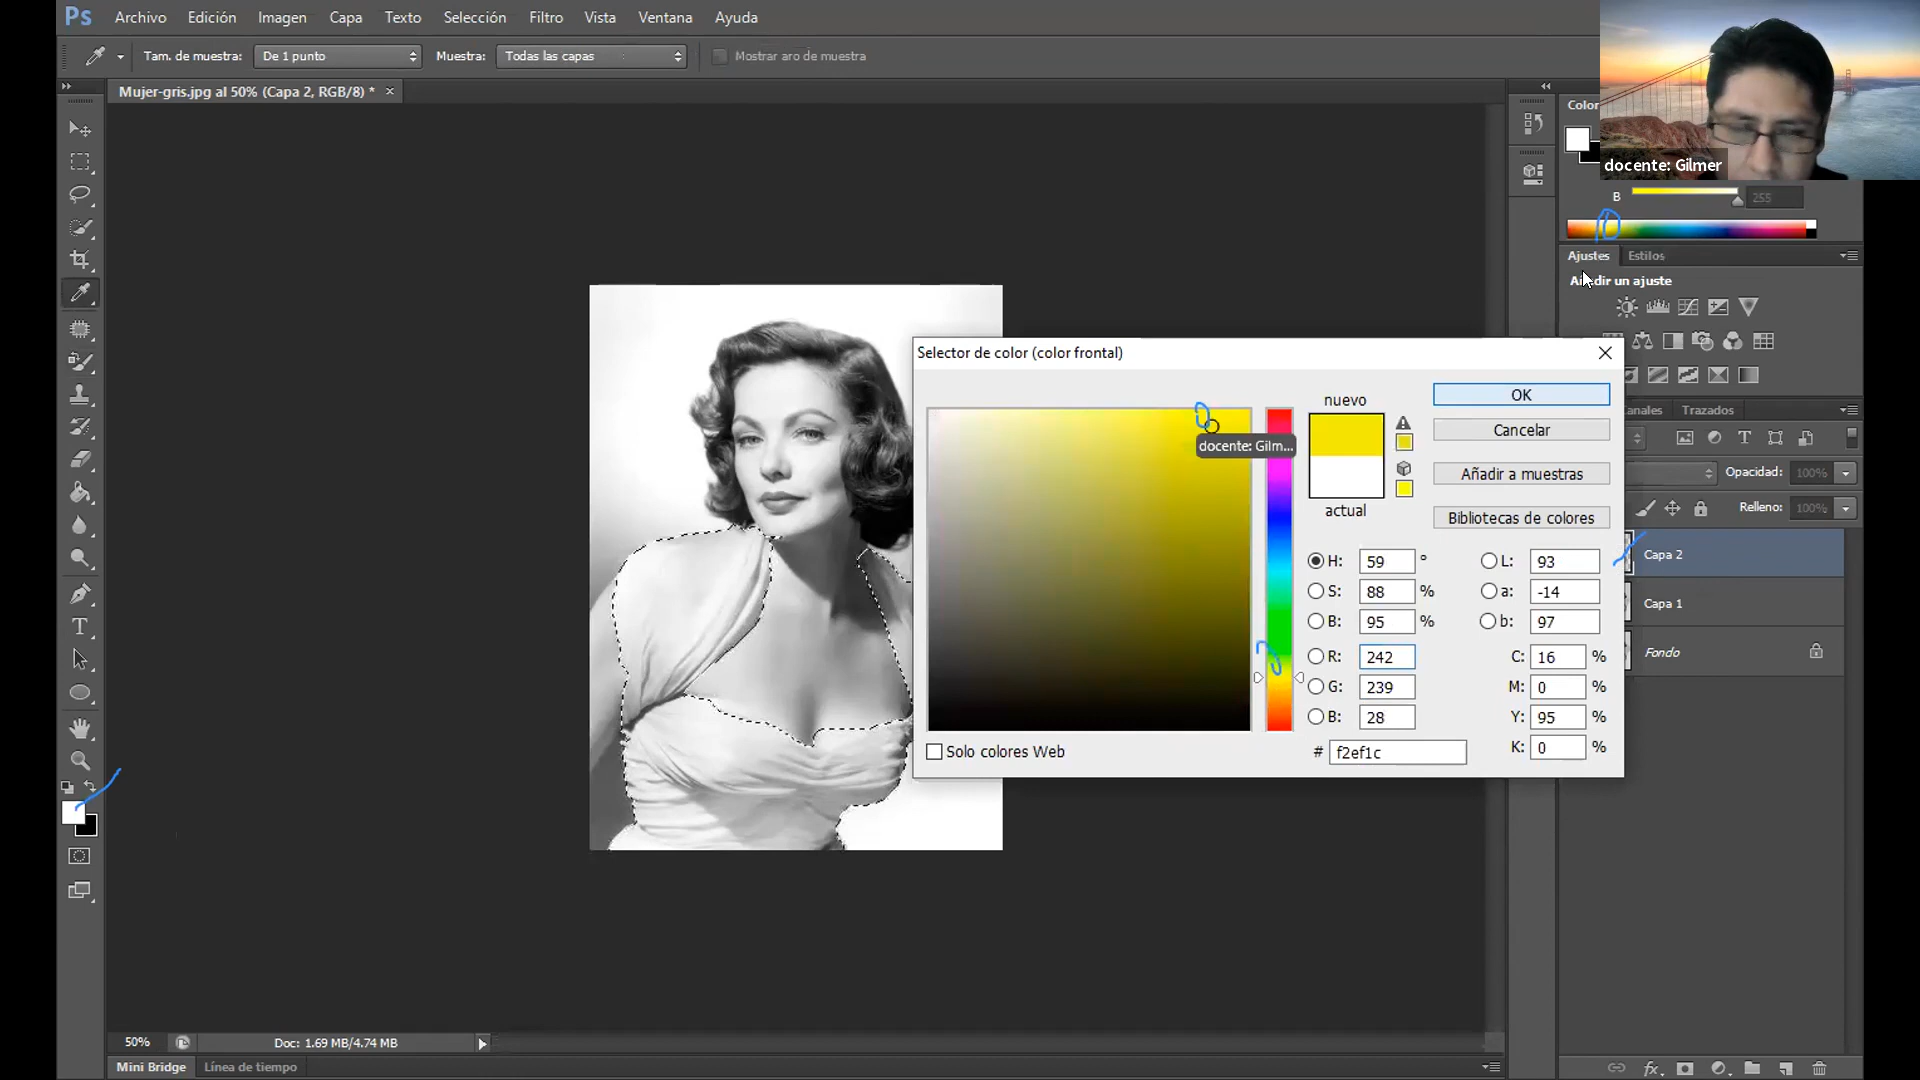 Ps Archivo Edición Imagen Capa Texto Selección Filtro Vista Ventana Ayuda
Tam. de muestra: De 1 punto Muestra: Todas las capas Mostrar aro de muestra
Mujer-gris.jpg al 50% (Capa 2, RGB/8) * ×
Color
docente: Gilmer
B 255
Ajustes Estilos
Añadir un ajuste
Selector de color (color frontal)
nuevo
OK
Cancelar
Añadir a muestras
Bibliotecas de colores
actual
docente: Gilm...
Trazados
Opacidad: 100%
Relleno: 100%
H: 59 ° L: 93
S: 88 % a: -14
B: 95 % b: 97
R: 242 C: 16 %
G: 239 M: 0 %
B: 28 Y: 95 %
Solo colores Web # f2ef1c K: 0 %
Capa 2
Capa 1
Fondo
T
50% Doc: 1.69 MB/4.74 MB
Mini Bridge Línea de tiempo
fx